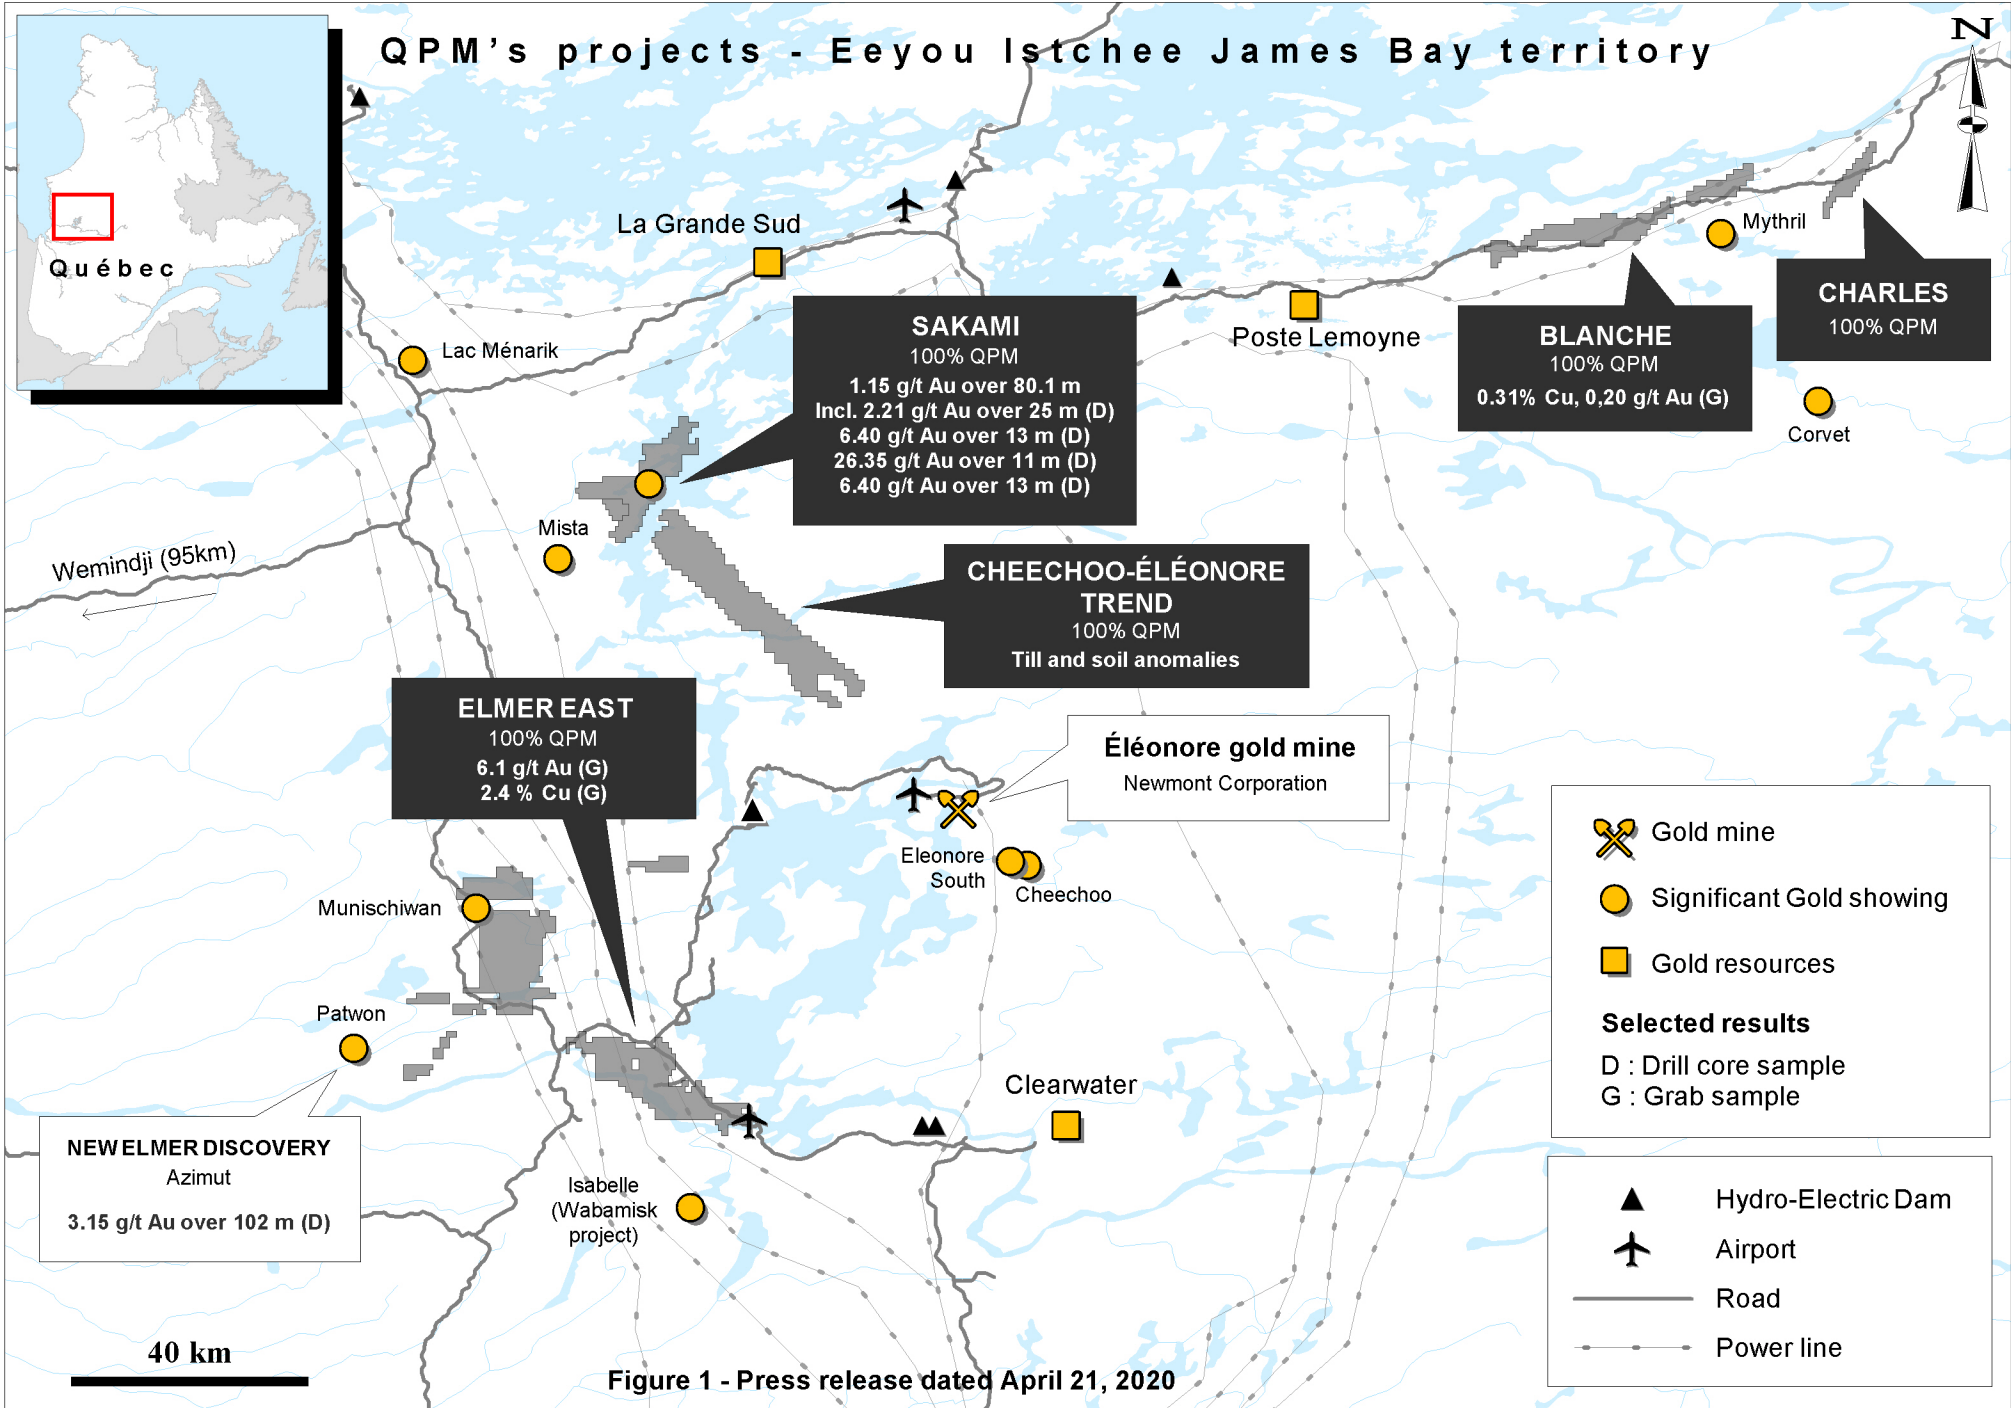 QPM's projects - Eeyou Istchee James Bay territory
N
Québec
La Grande Sud
Mythril
CHARLES
100% QPM
SAKAMI
100% QPM
1.15 g/t Au over 80.1 m
Incl. 2.21 g/t Au over 25 m (D)
6.40 g/t Au over 13 m (D)
26.35 g/t Au over 11 m (D)
6.40 g/t Au over 13 m (D)
Poste Lemoyne
BLANCHE
100% QPM
0.31% Cu, 0,20 g/t Au (G)
Lac Ménarik
Corvet
Mista
Wemindji (95km)
CHEECHOO-ÉLÉONORE
TREND
100% QPM
Till and soil anomalies
ELMER EAST
100% QPM
6.1 g/t Au (G)
2.4 % Cu (G)
Éléonore gold mine
Newmont Corporation
Eleonore
South
Cheechoo
Munischiwan
Patwon
NEW ELMER DISCOVERY
Azimut
3.15 g/t Au over 102 m (D)
Clearwater
Isabelle
(Wabamisk
project)
Gold mine
Significant Gold showing
Gold resources
Selected results
D : Drill core sample
G : Grab sample
Hydro-Electric Dam
Airport
Road
Power line
40 km
Figure 1 - Press release dated April 21, 2020